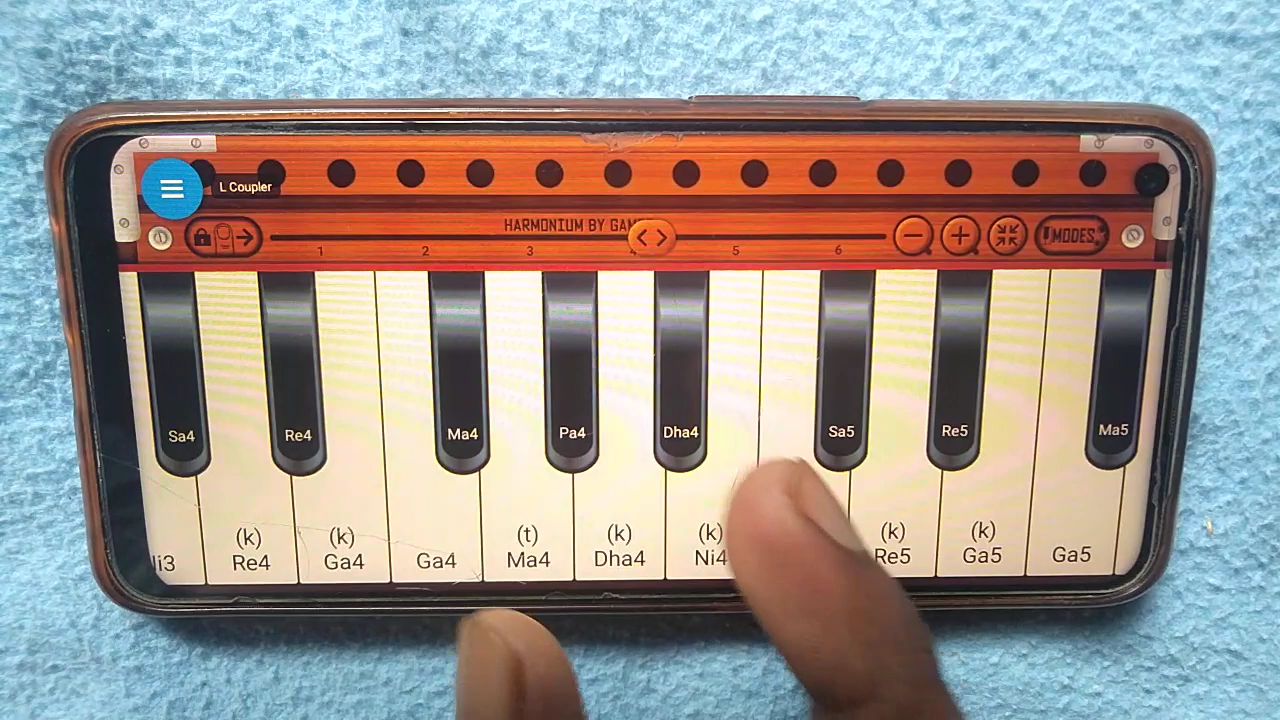 L Coupler
HARMONIUM BY
1 2 3 5 6
MODES
Sa4 Re4 Ma4 Pa4 Dha4 Sa5 Re5 Ma5
(k) (k) (t) (k) (k) (k) (k)
Re4 Ga4 Ga4 Ma4 Dha4 Ni4 Re5 Ga5 Ga5